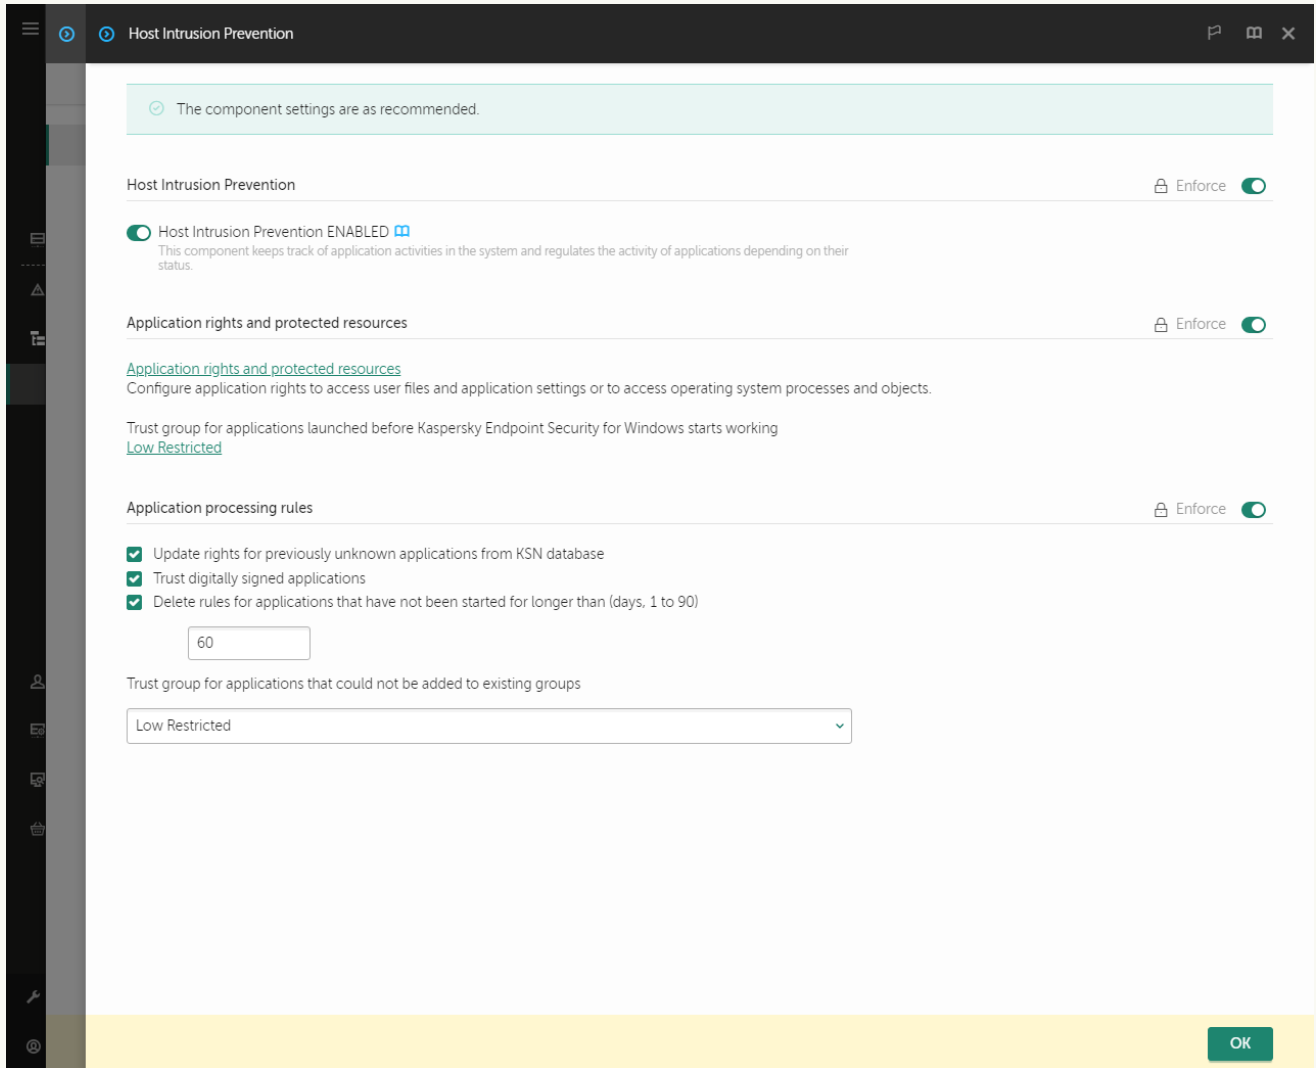 Host Intrusion Prevention
The component settings are as recommended.
Host Intrusion Prevention
Enforce
Host Intrusion Prevention ENABLED
This component keeps track of application activities in the system and regulates the activity of applications depending on their
status.
Application rights and protected resources
Enforce
Application rights and protected resources
Configure application rights to access user files and application settings or to access operating system processes and objects.
Trust group for applications launched before Kaspersky Endpoint Security for Windows starts working
Low Restricted
Application processing rules
Enforce
Update rights for previously unknown applications from KSN database
Trust digitally signed applications
Delete rules for applications that have not been started for longer than (days, 1 to 90)
60
Trust group for applications that could not be added to existing groups
Low Restricted
OK